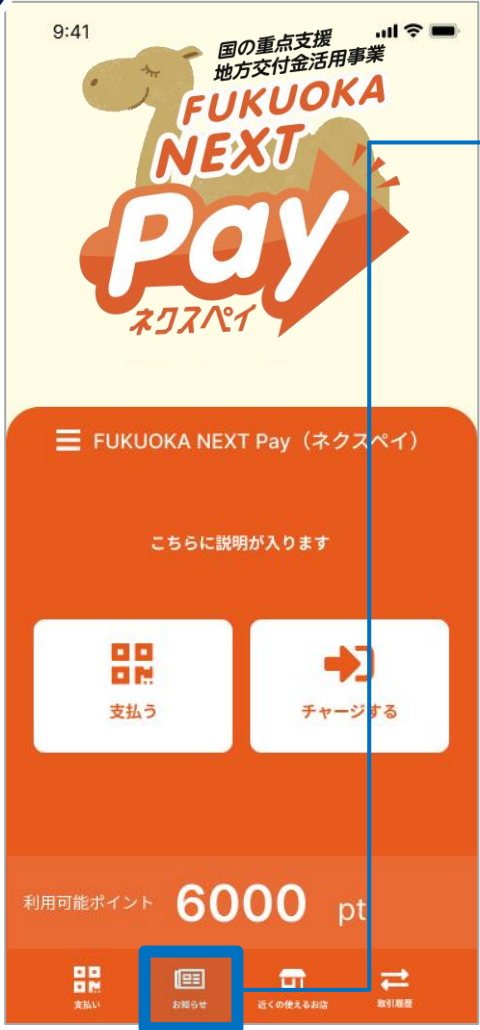 9:41
国の重点支援
地方交付金活用事業
FUKUOKA
NEXT
Pay
ネクスペイ
FUKUOKA NEXT Pay（ネクスペイ）
こちらに説明が入ります
支払う
チャージする
利用可能ポイント 6000 pt
支払い
お知らせ
近くの使えるお店
取引履歴